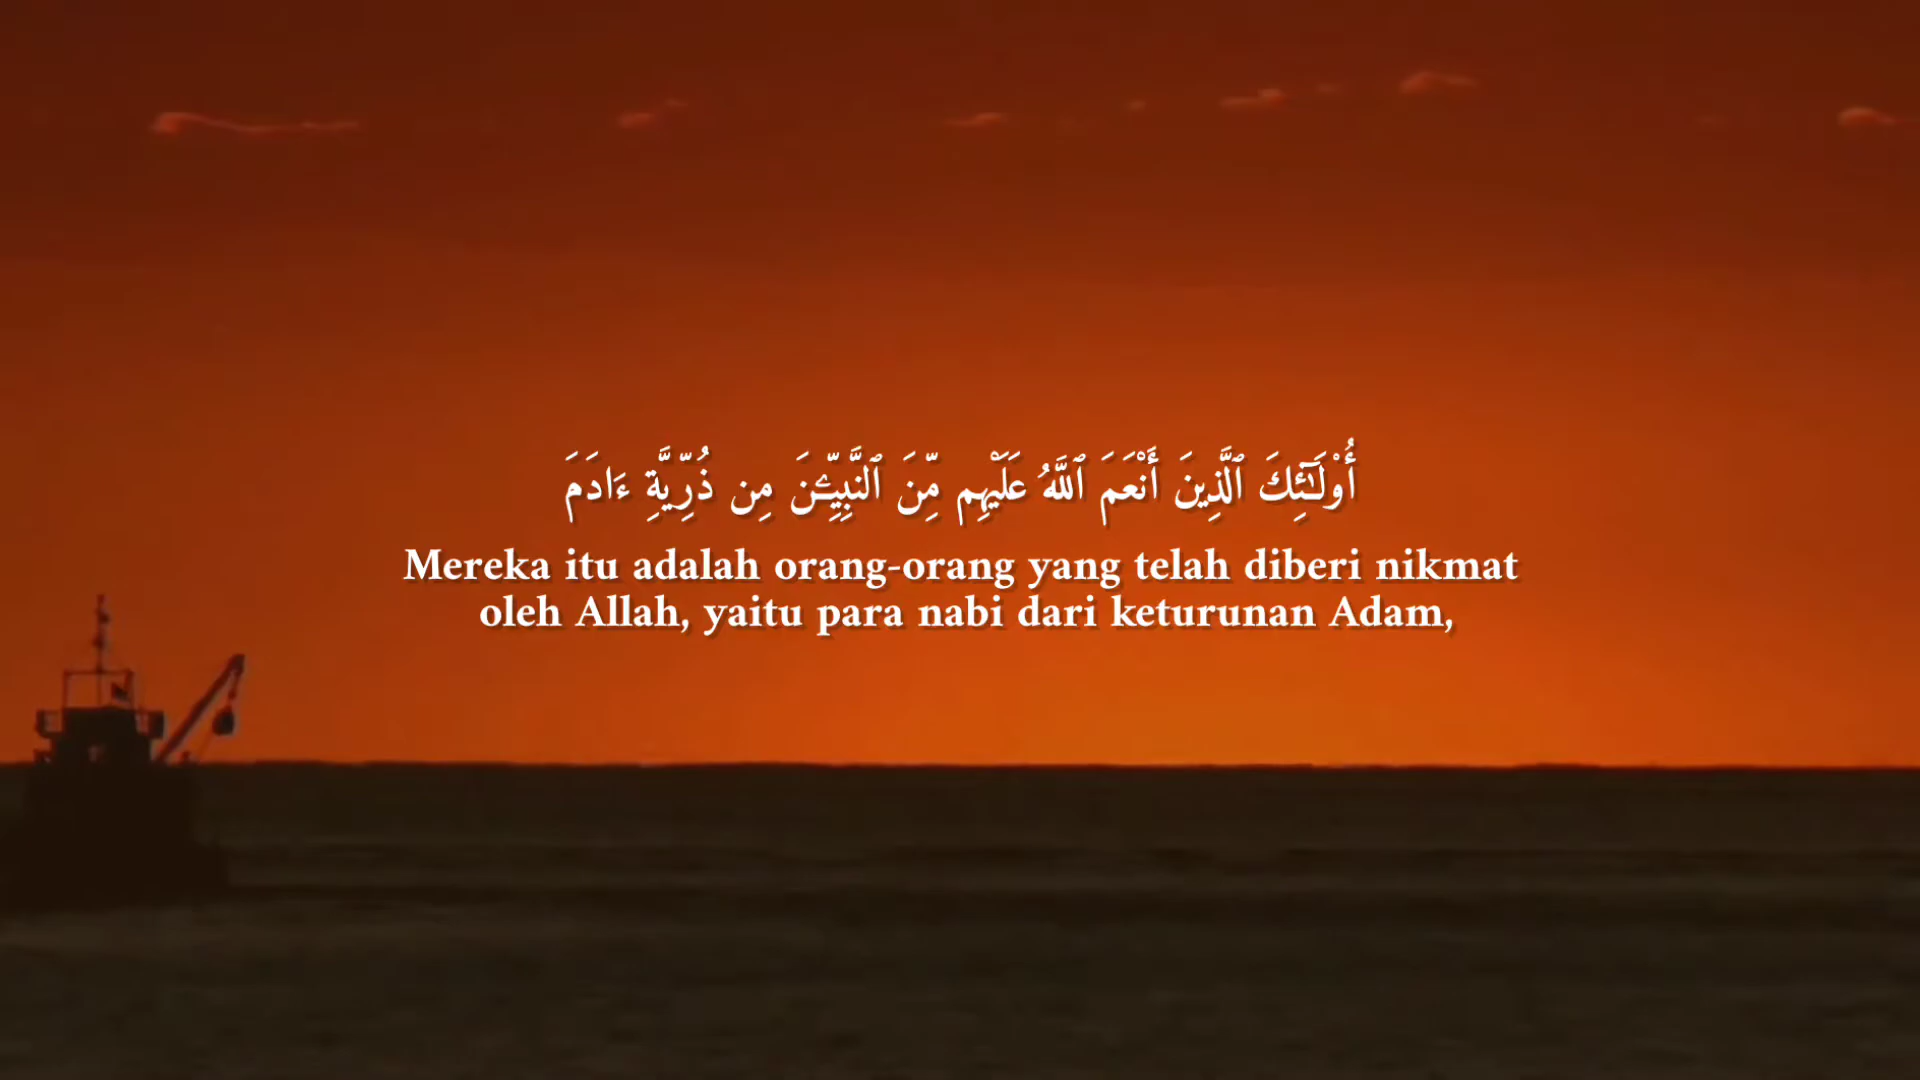 أُو۟لَـٰٓئِكَ ٱلَّذِينَ أَنْعَمَ ٱللَّهُ عَلَيْهِم مِّنَ ٱلنَّبِيِّـۧنَ مِن ذُرِّيَّةِ ءَادَمَ
Mereka itu adalah orang-orang yang telah diberi nikmat
oleh Allah, yaitu para nabi dari keturunan Adam,